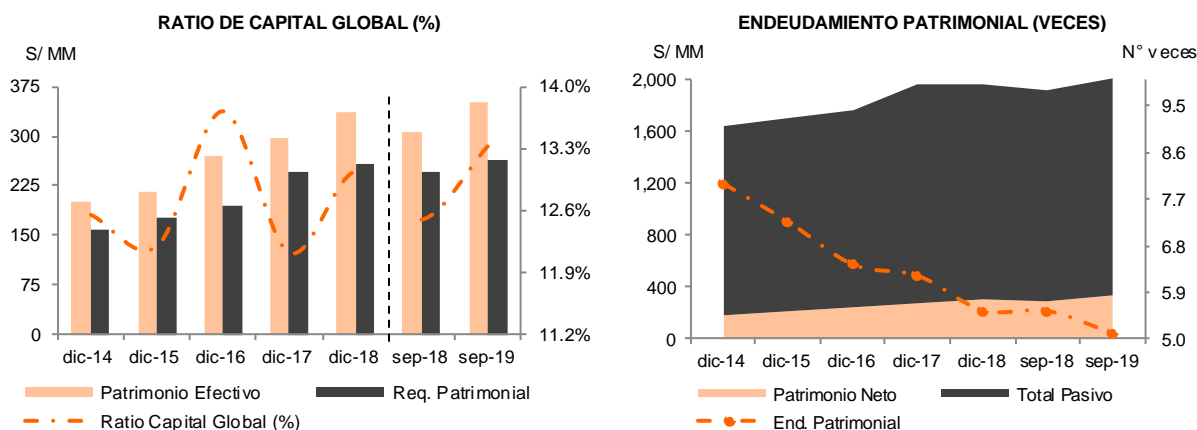 RATIO DE CAPITAL GLOBAL (%)
S/ MM
375
300
225
150
75
0
14.0%
13.3%
12.6%
11.9%
11.2%
dic-14 dic-15 dic-16 dic-17 dic-18 sep-18 sep-19
Patrimonio Efectivo Req. Patrimonial
Ratio Capital Global (%)
ENDEUDAMIENTO PATRIMONIAL (VECES)
S/ MM N° veces
2,000
1,600
1,200
800
400
0
9.5
8.6
7.7
6.8
5.9
5.0
dic-14 dic-15 dic-16 dic-17 dic-18 sep-18 sep-19
Patrimonio Neto Total Pasivo
End. Patrimonial